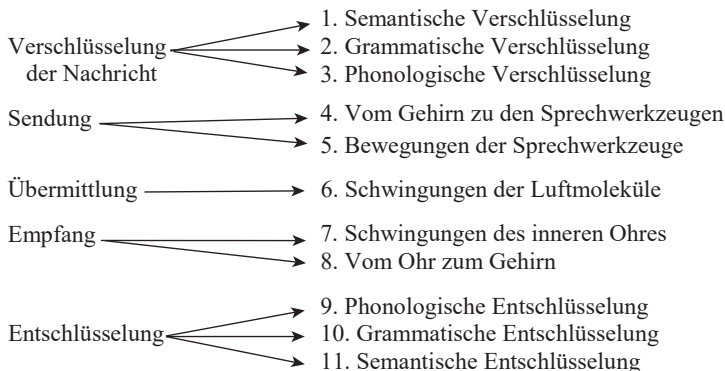 1. Semantische Verschlüsselung
Verschlüsselung
2. Grammatische Verschlüsselung
der Nachricht
3. Phonologische Verschlüsselung
Sendung
4. Vom Gehirn zu den Sprechwerkzeugen
5. Bewegungen der Sprechwerkzeuge
Übermittlung
6. Schwingungen der Luftmoleküle
Empfang
7. Schwingungen des inneren Ohres
8. Vom Ohr zum Gehirn
9. Phonologische Entschlüsselung
Entschlüsselung
10. Grammatische Entschlüsselung
11. Semantische Entschlüsselung